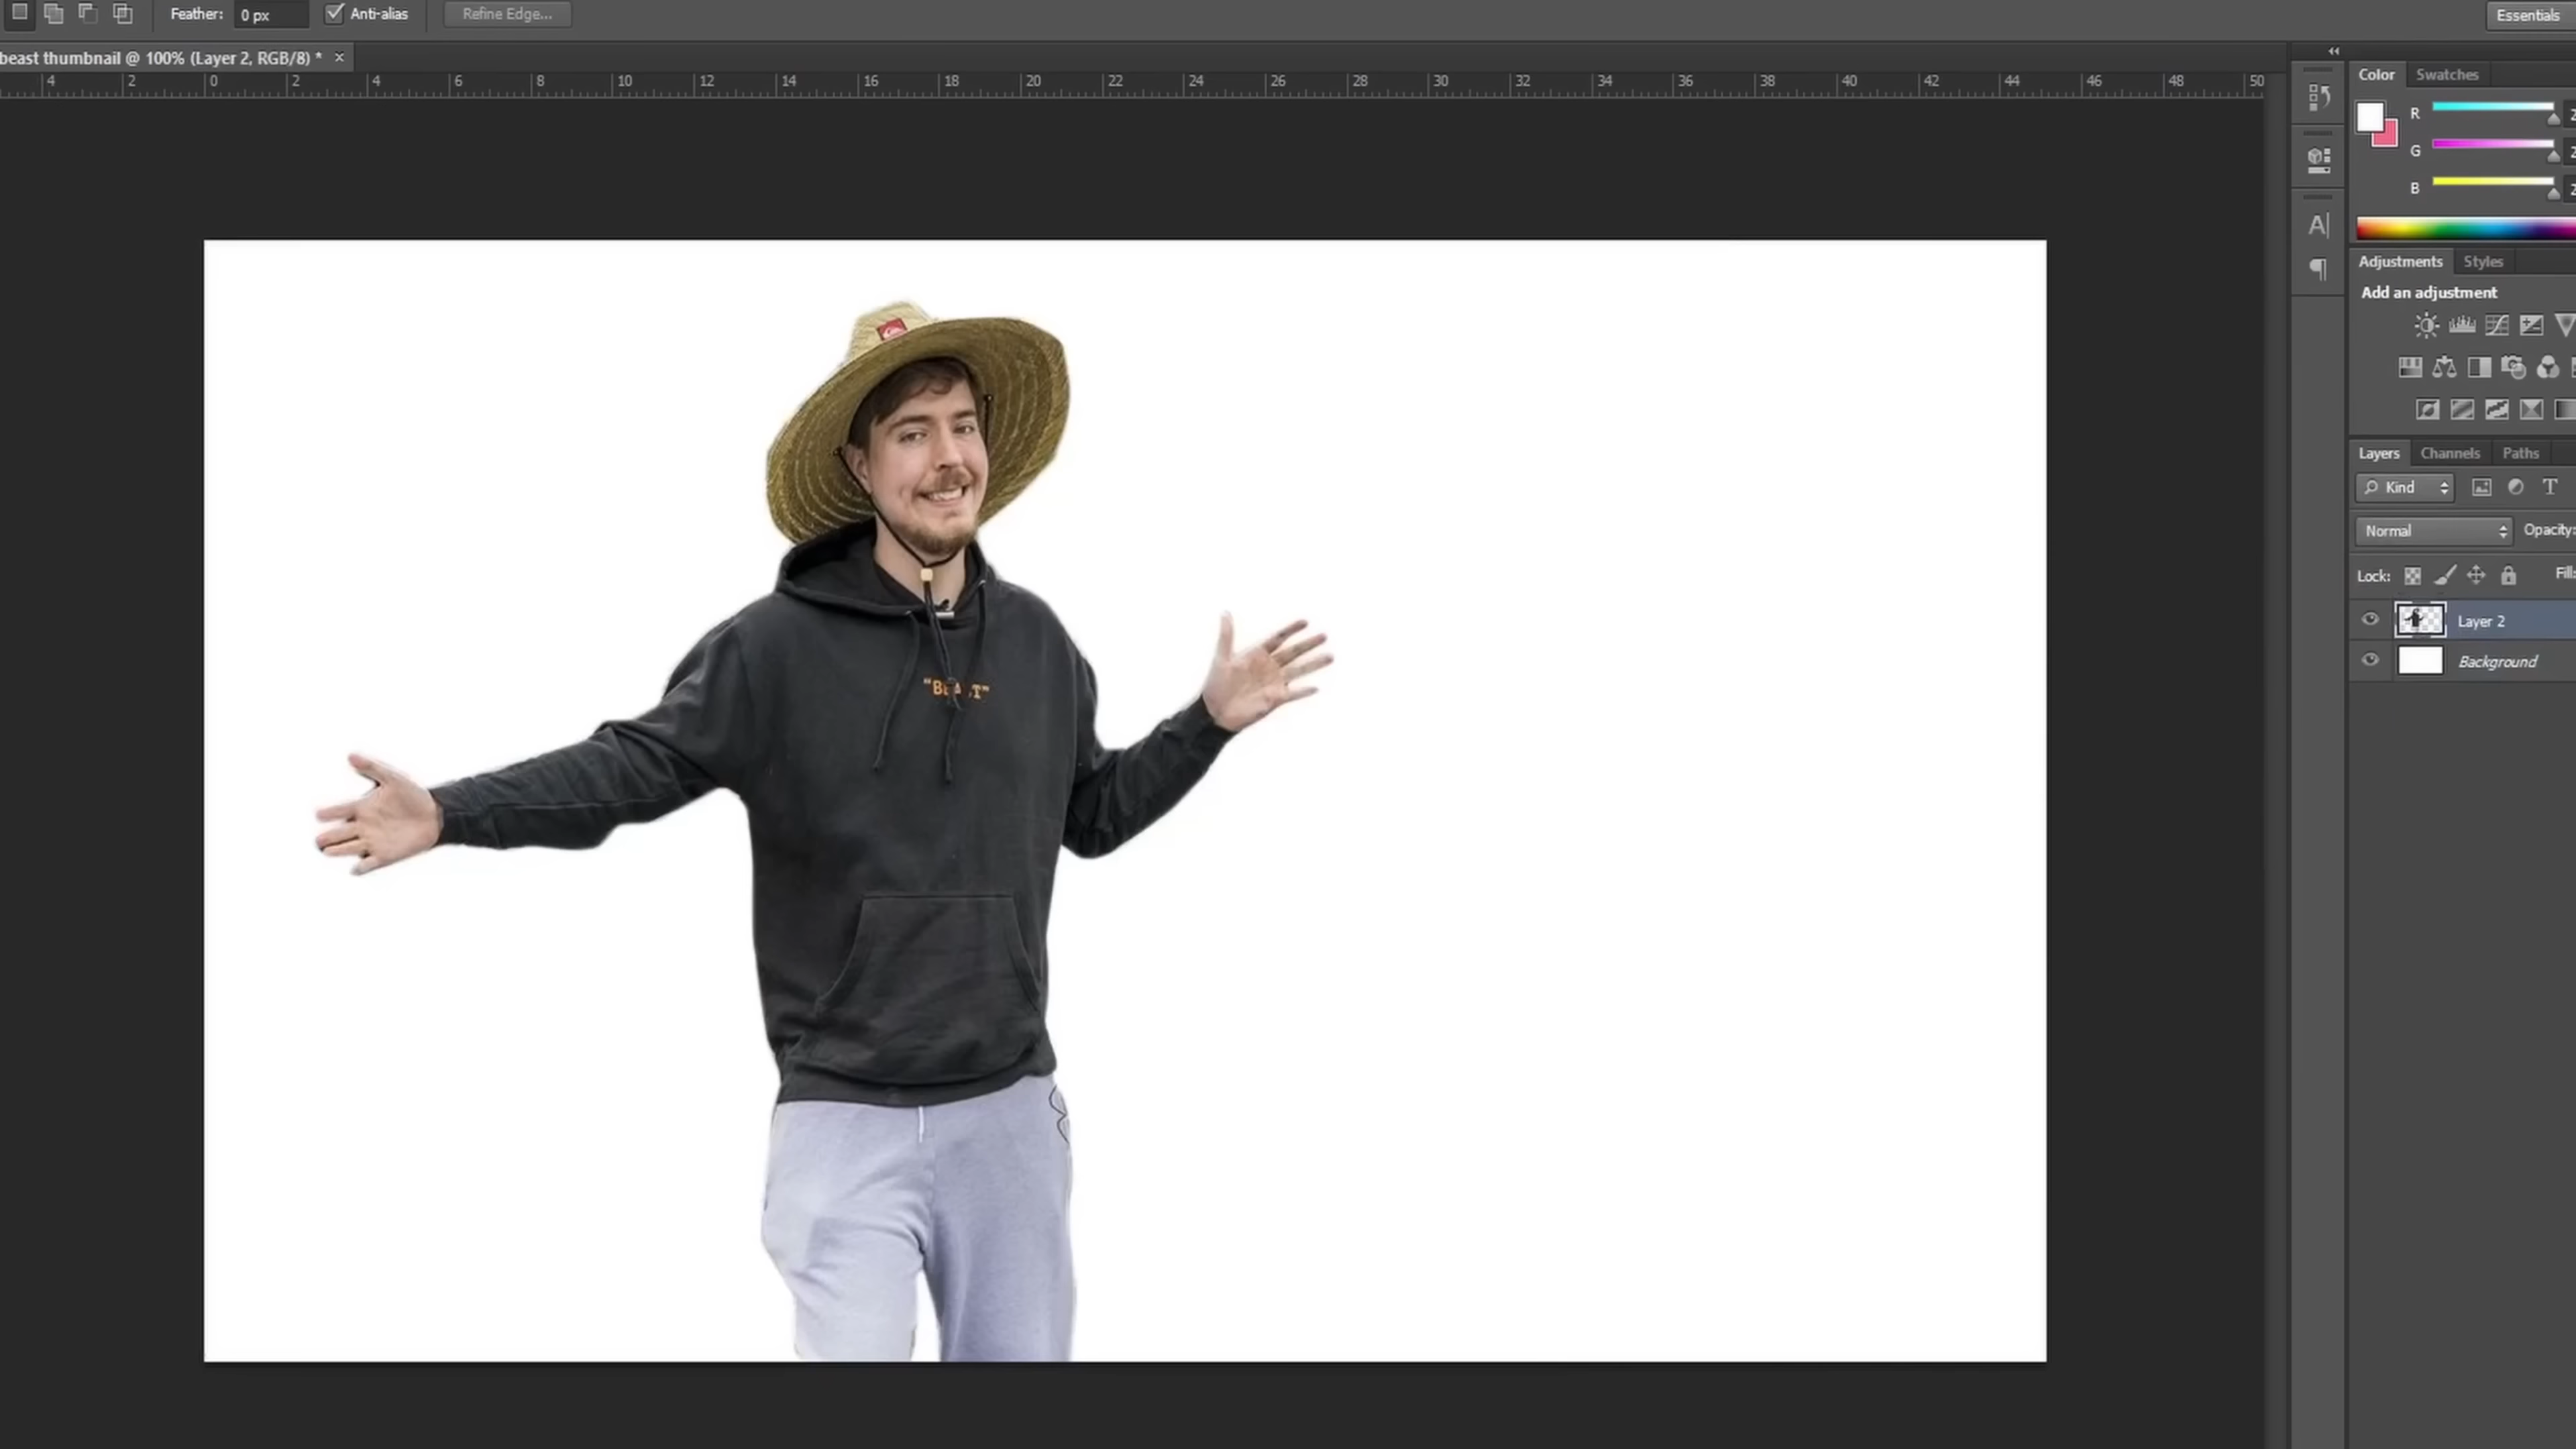 Feather: 0 px Anti-alias Refine Edge... Essentials
beast thumbnail @ 100% (Layer 2, RGB/8) * ×
4 2 0 2 4 6 8 10 12 14 16 18 20 22 24 26 28 30 32 34 36 38 40 42 44 46 48 50
Color Swatches
R
G
B
Adjustments Styles
Add an adjustment
Layers Channels Paths
Kind
Normal Opacity:
Lock: Fill:
Layer 2
Background